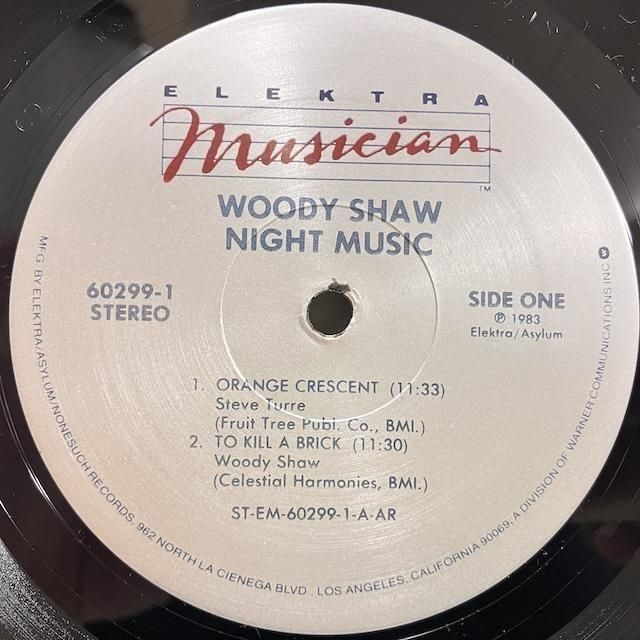 ELEKTRA
Musician
TM
WOODY SHAW
NIGHT MUSIC
60299-1
STEREO
SIDE ONE
℗ 1983
Elektra/Asylum
1. ORANGE CRESCENT (11:33)
Steve Turre
(Fruit Tree Publ. Co., BMI.)
2. TO KILL A BRICK (11:30)
Woody Shaw
(Celestial Harmonies, BMI.)
ST-EM-60299-1-A-AR
MFG. BY ELEKTRA/ASYLUM/NONESUCH RECORDS, 962 NORTH LA CIENEGA BLVD., LOS ANGELES, CALIFORNIA 90069, A DIVISION OF WARNER COMMUNICATIONS INC.